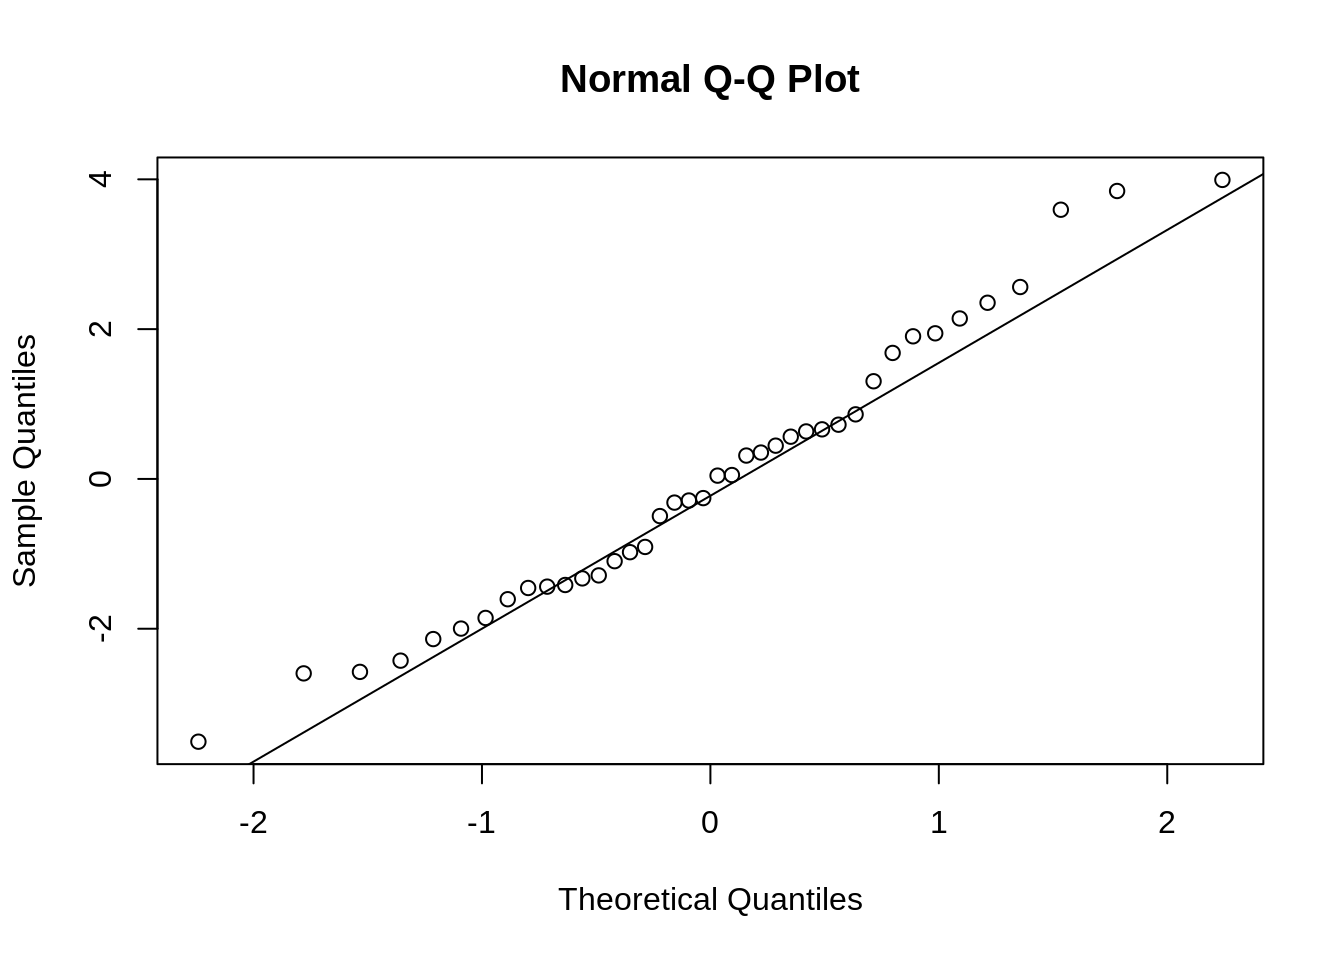 Normal Q-Q Plot
4
2
0
-2
Sample Quantiles
-2 -1 0 1 2
Theoretical Quantiles